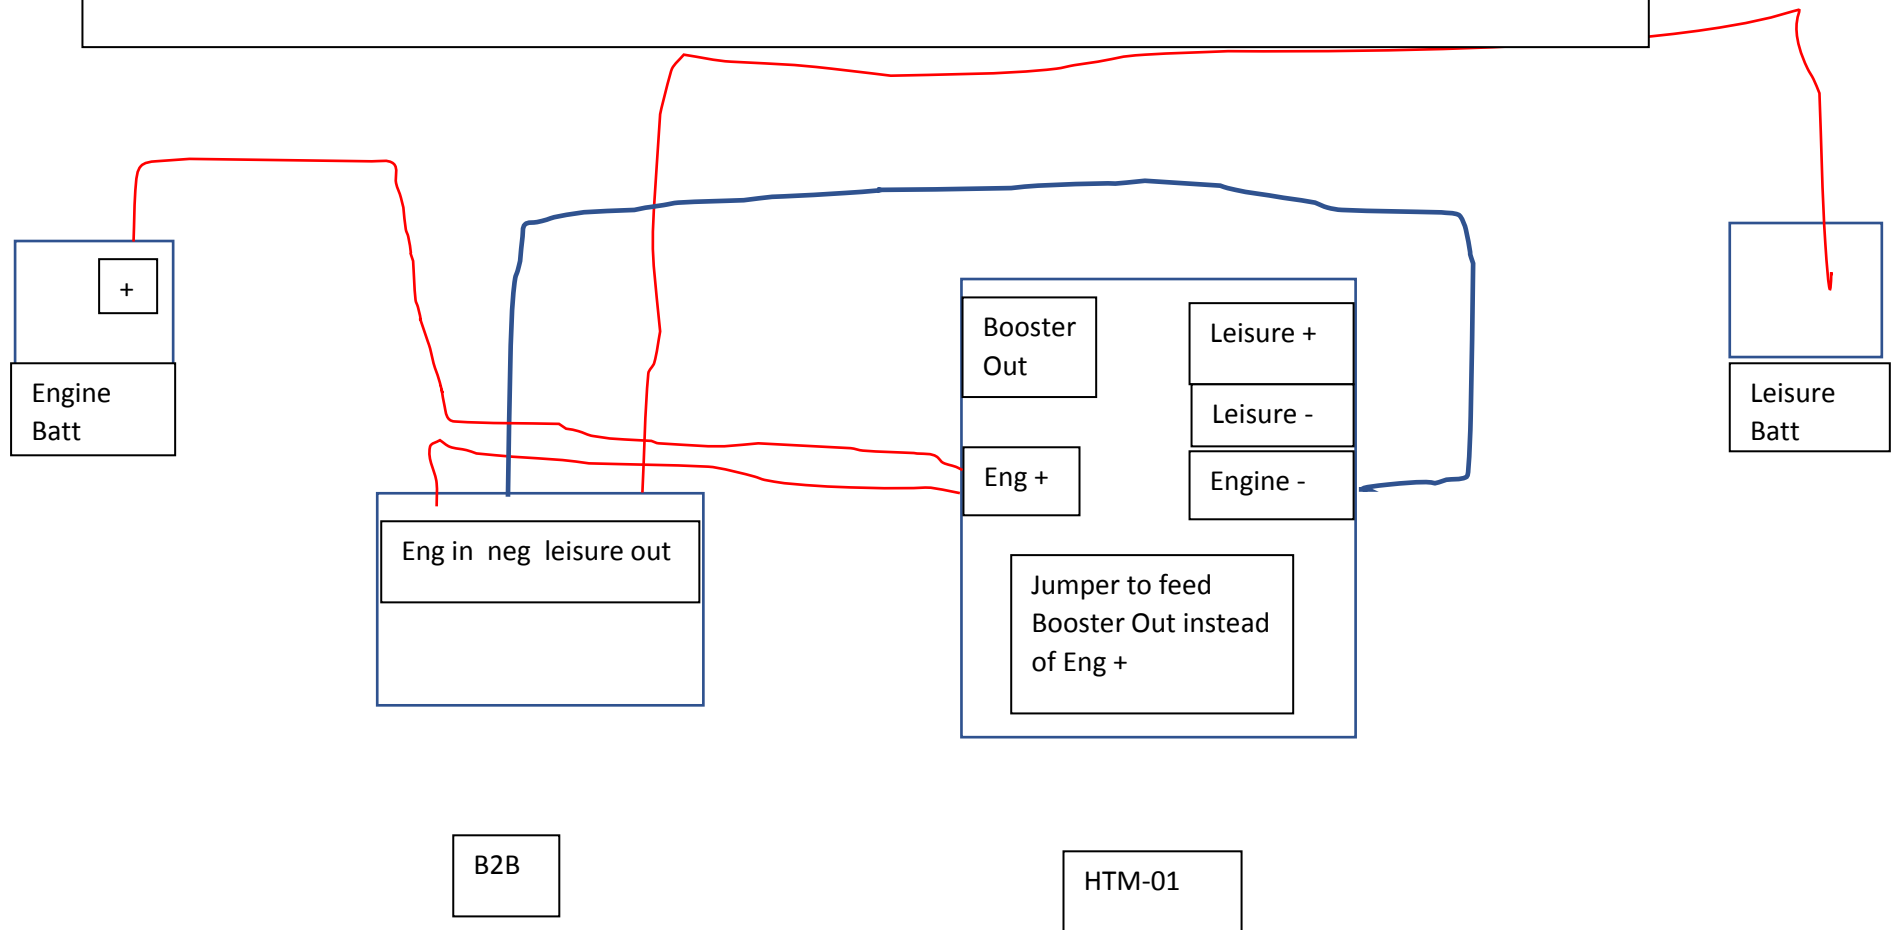 +
Engine
Batt
Booster
Out
Leisure +
Leisure -
Eng +
Engine -
Leisure
Batt
Eng in  neg  leisure out
Jumper to feed
Booster Out instead
of Eng +
B2B
HTM-01